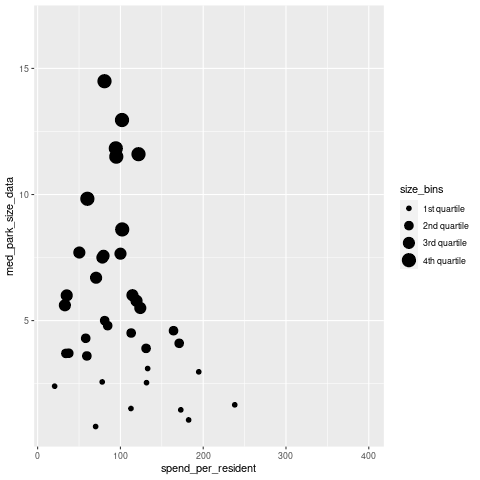 15
10
5
med_park_size_data
0
100
200
300
400
spend_per_resident
size_bins
1st quartile
2nd quartile
3rd quartile
4th quartile